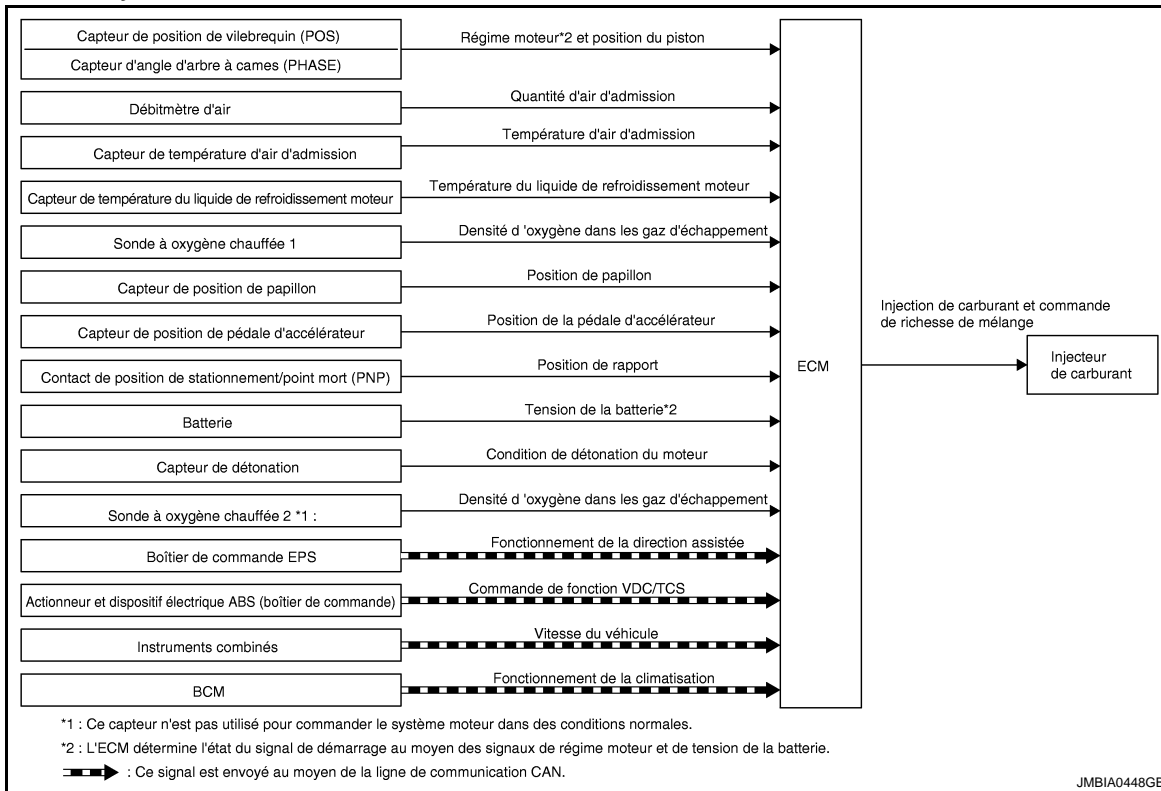 Capteur de position de vilebrequin (POS)
Régime moteur*2 et position du piston
Capteur d'angle d'arbre à cames (PHASE)
Débitmètre d'air
Quantité d'air d'admission
Capteur de température d'air d'admission
Température d'air d'admission
Capteur de température du liquide de refroidissement moteur
Température du liquide de refroidissement moteur
Sonde à oxygène chauffée 1
Densité d 'oxygène dans les gaz d'échappement
Capteur de position de papillon
Position de papillon
Capteur de position de pédale d'accélérateur
Position de la pédale d'accélérateur
Contact de position de stationnement/point mort (PNP)
Position de rapport
Batterie
Tension de la batterie*2
Capteur de détonation
Condition de détonation du moteur
Sonde à oxygène chauffée 2 *1 :
Densité d 'oxygène dans les gaz d'échappement
Boîtier de commande EPS
Fonctionnement de la direction assistée
Actionneur et dispositif électrique ABS (boîtier de commande)
Commande de fonction VDC/TCS
Instruments combinés
Vitesse du véhicule
BCM
Fonctionnement de la climatisation
ECM
Injection de carburant et commande
de richesse de mélange
Injecteur
de carburant
*1 : Ce capteur n'est pas utilisé pour commander le système moteur dans des conditions normales.
*2 : L'ECM détermine l'état du signal de démarrage au moyen des signaux de régime moteur et de tension de la batterie.
: Ce signal est envoyé au moyen de la ligne de communication CAN.